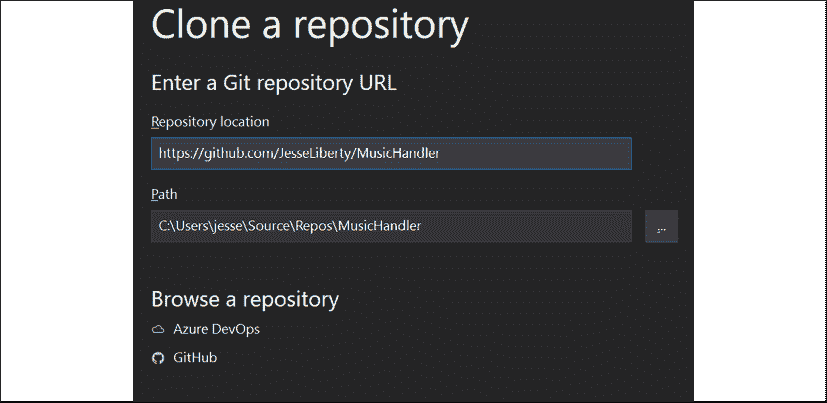 Clone a repository
Enter a Git repository URL
Repository location
https://github.com/JesseLiberty/MusicHandler
Path
C:\Users\jesse\Source\Repos\MusicHandler
...
Browse a repository
Azure DevOps
GitHub